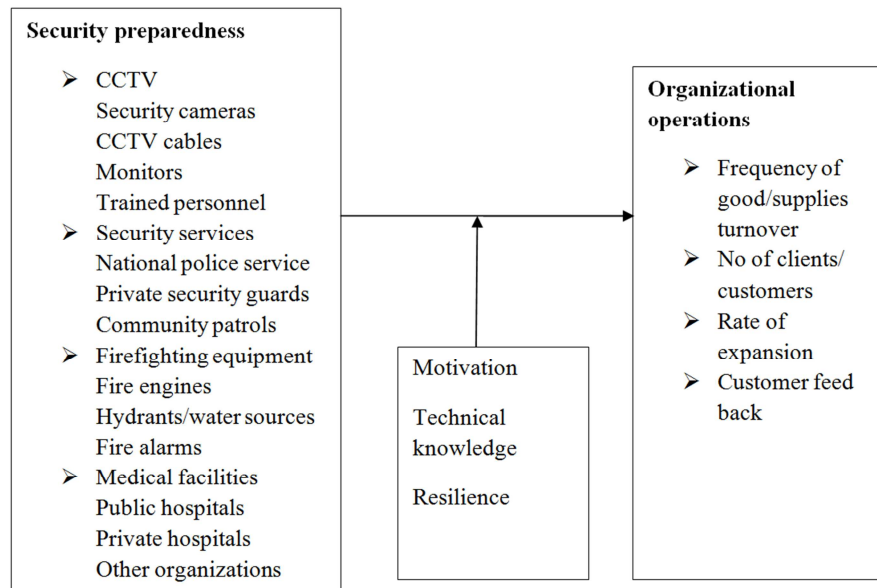 Security preparedness
➢ CCTV
Security cameras
CCTV cables
Monitors
Trained personnel
➢ Security services
National police service
Private security guards
Community patrols
➢ Firefighting equipment
Fire engines
Hydrants/water sources
Fire alarms
➢ Medical facilities
Public hospitals
Private hospitals
Other organizations
Motivation
Technical
knowledge
Resilience
Organizational
operations
➢ Frequency of
good/supplies
turnover
➢ No of clients/
customers
➢ Rate of
expansion
➢ Customer feed
back